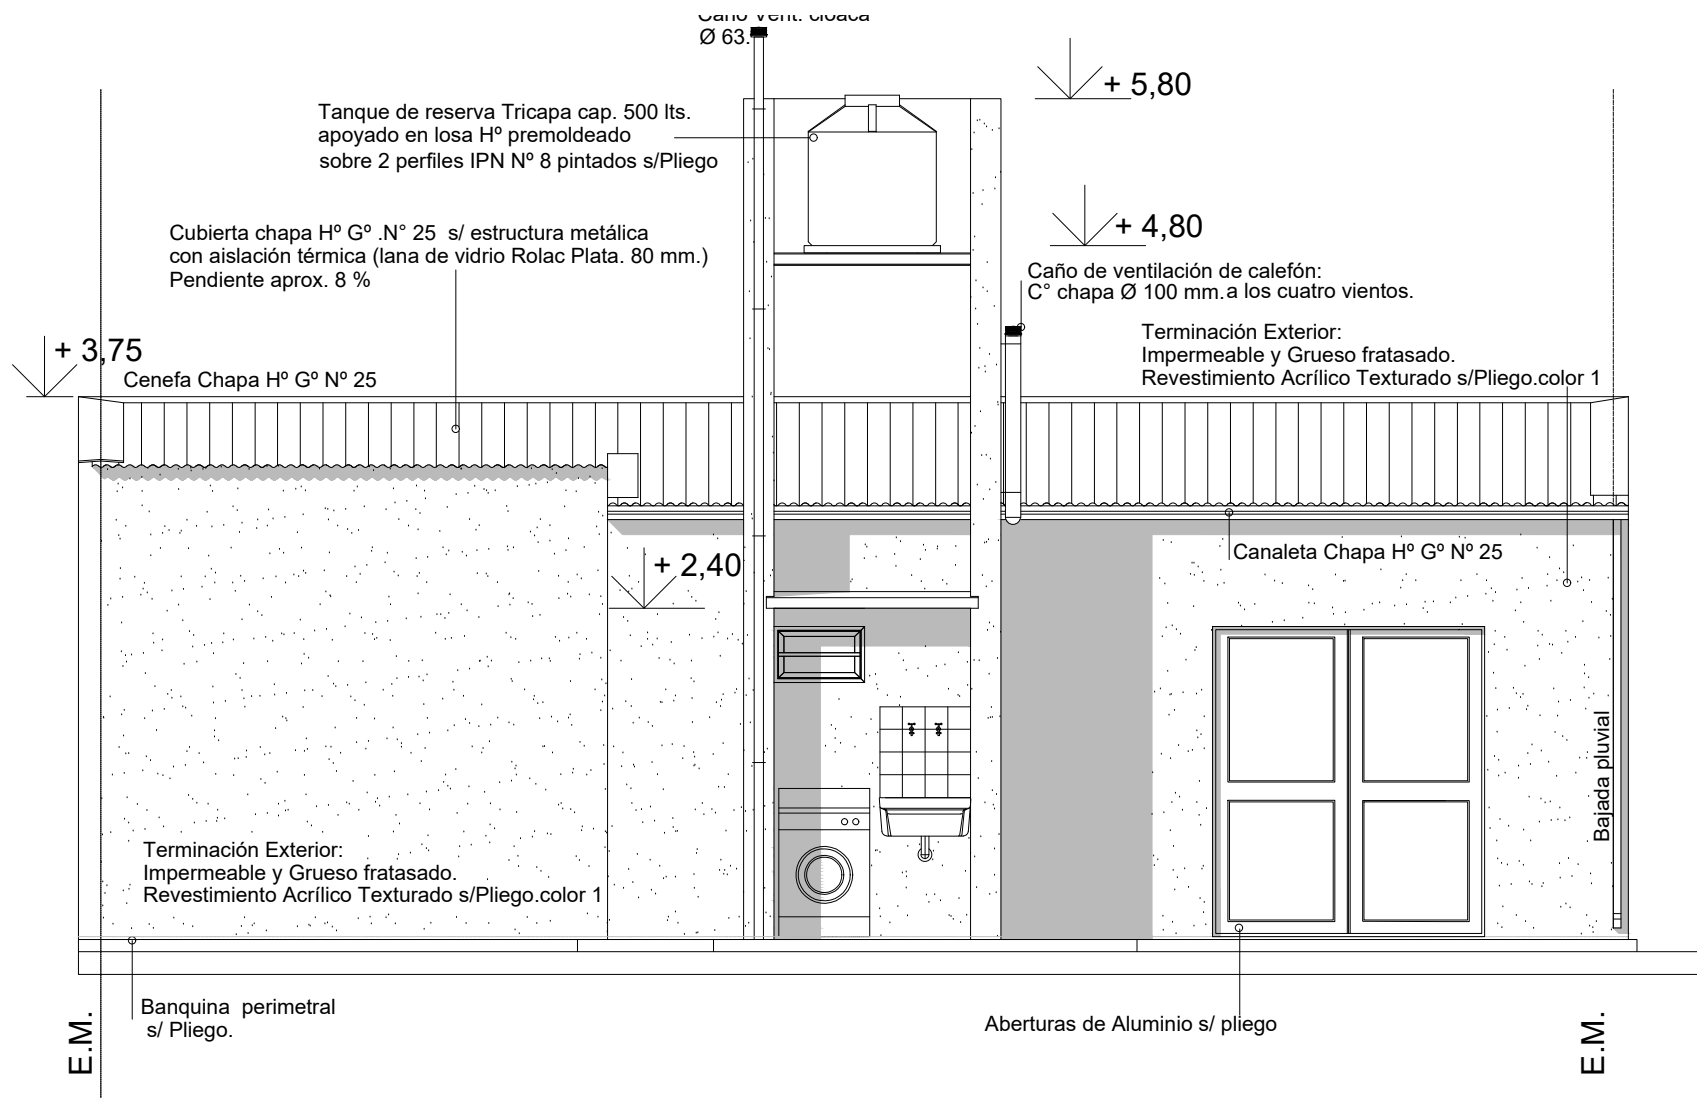 Caño Vent. cloaca
Ø 63.
+ 5,80
Tanque de reserva Tricapa cap. 500 lts.
apoyado en losa Hº premoldeado
sobre 2 perfiles IPN Nº 8 pintados s/Pliego
+ 4,80
Cubierta chapa Hº Gº .N° 25 s/ estructura metálica
con aislación térmica (lana de vidrio Rolac Plata. 80 mm.)
Pendiente aprox. 8 %
Caño de ventilación de calefón:
C° chapa Ø 100 mm.a los cuatro vientos.
Terminación Exterior:
Impermeable y Grueso fratasado.
Revestimiento Acrílico Texturado s/Pliego.color 1
+ 3,75
Cenefa Chapa Hº Gº Nº 25
Canaleta Chapa Hº Gº Nº 25
+ 2,40
Bajada pluvial
Terminación Exterior:
Impermeable y Grueso fratasado.
Revestimiento Acrílico Texturado s/Pliego.color 1
Banquina perimetral
s/ Pliego.
Aberturas de Aluminio s/ pliego
E.M.
E.M.